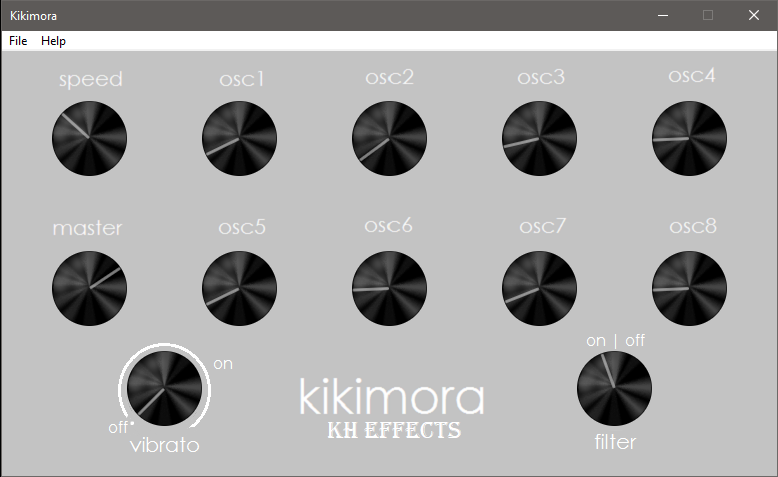 Kikimora
File Help
speed osc1 osc2 osc3 osc4
master osc5 osc6 osc7 osc8
on | off
on
kikimora
off
KH EFFECTS
vibrato
filter